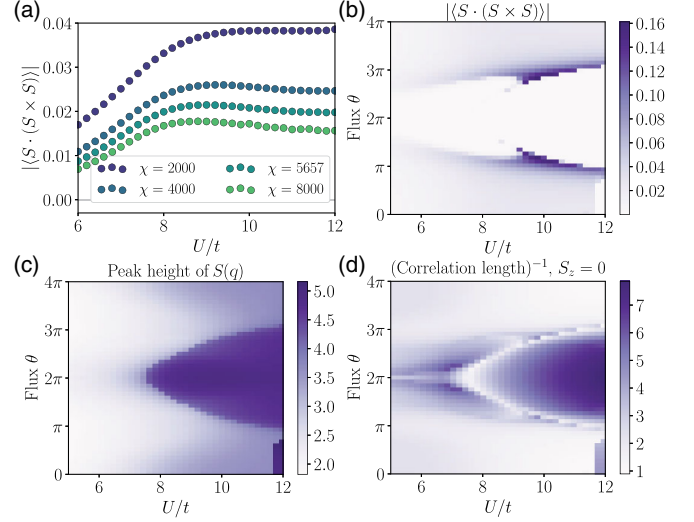 (a)
0.04
0.03
0.02
0.01
0.00
|⟨S · (S × S)⟩|
χ = 2000
χ = 4000
χ = 5657
χ = 8000
6 8 10 12
U/t
(b)
|⟨S · (S × S)⟩|
4π
3π
2π
π
0
Flux θ
6 8 10 12
U/t
0.16
0.14
0.12
0.10
0.08
0.06
0.04
0.02
(c)
Peak height of S(q)
4π
3π
2π
π
0
Flux θ
6 8 10 12
U/t
5.0
4.5
4.0
3.5
3.0
2.5
2.0
(d)
(Correlation length)⁻¹, S_z = 0
4π
3π
2π
π
0
Flux θ
6 8 10 12
U/t
7
6
5
4
3
2
1